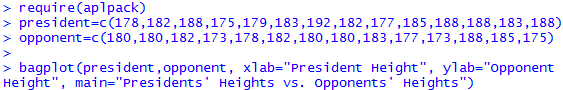 > require(aplpack)
> president=c(178,182,188,175,179,183,192,182,177,185,188,188,183,188)
> opponent=c(180,180,182,173,178,182,180,180,183,177,173,188,185,175)
>
> bagplot(president,opponent, xlab="President Height", ylab="Opponent
Height", main="Presidents' Heights vs. Opponents' Heights")